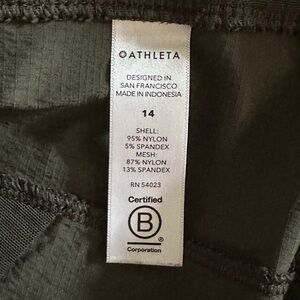 ATHLETA
DESIGNED IN
SAN FRANCISCO
MADE IN INDONESIA
14
SHELL:
95% NYLON
5% SPANDEX
MESH:
87% NYLON
13% SPANDEX
RN 54023
Certified
B
Corporation